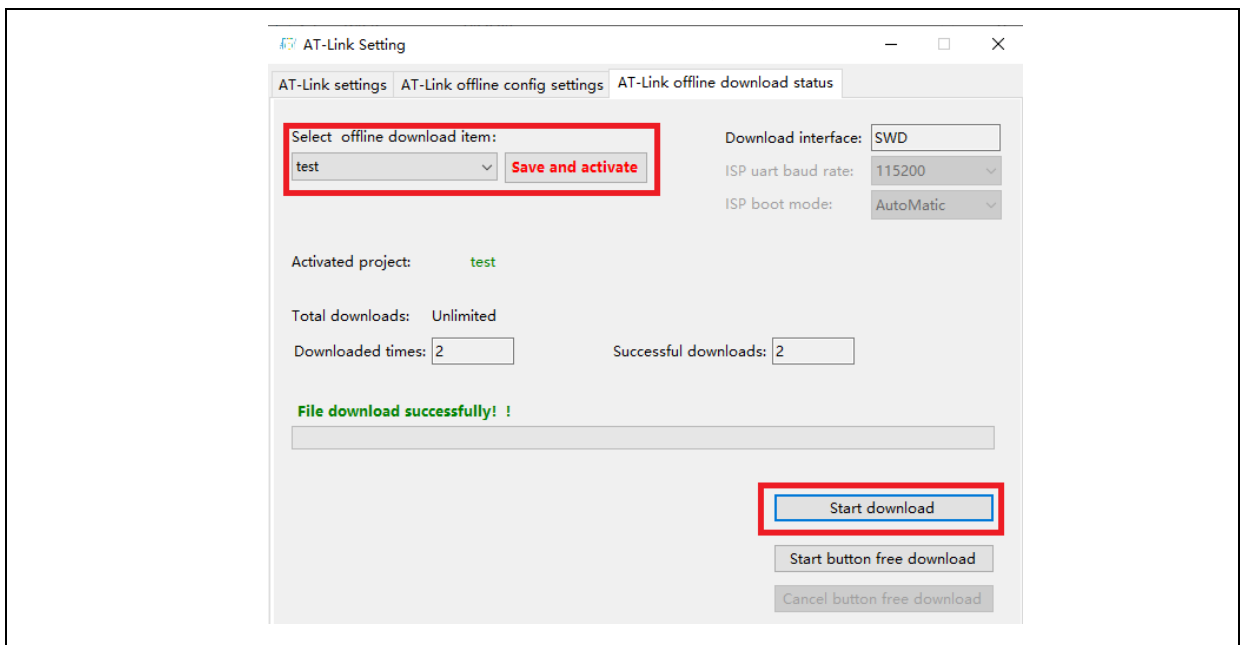 AT-Link Setting
AT-Link settings AT-Link offline config settings AT-Link offline download status
Select offline download item:
test Save and activate
Download interface: SWD
ISP uart baud rate: 115200
ISP boot mode: AutoMatic
Activated project: test
Total downloads: Unlimited
Downloaded times: 2 Successful downloads: 2
File download successfully! !
Start download
Start button free download
Cancel button free download